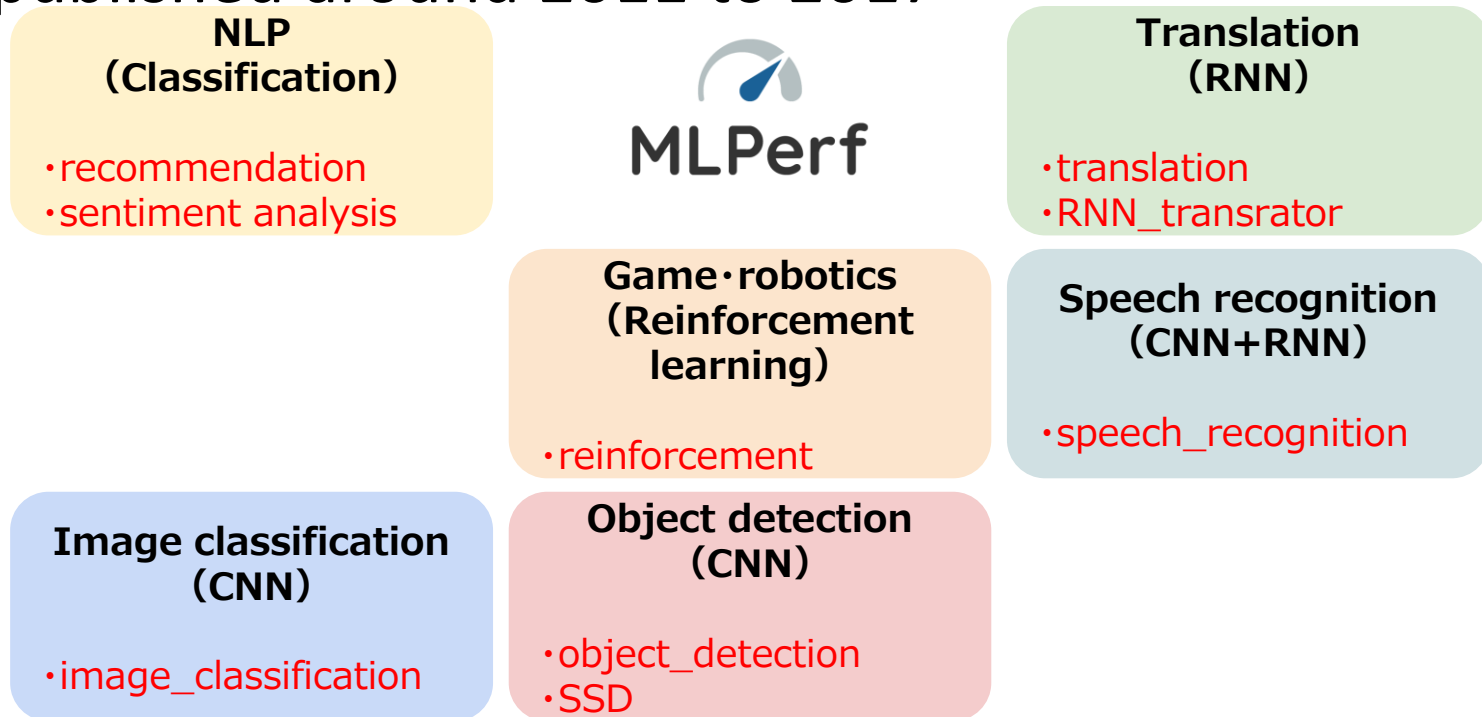 NLP
（Classification）
・recommendation
・sentiment analysis
MLPerf
Translation
（RNN）
・translation
・RNN_transrator
Game・robotics
（Reinforcement
learning）
・reinforcement
Speech recognition
（CNN+RNN）
・speech_recognition
Image classification
（CNN）
・image_classification
Object detection
（CNN）
・object_detection
・SSD